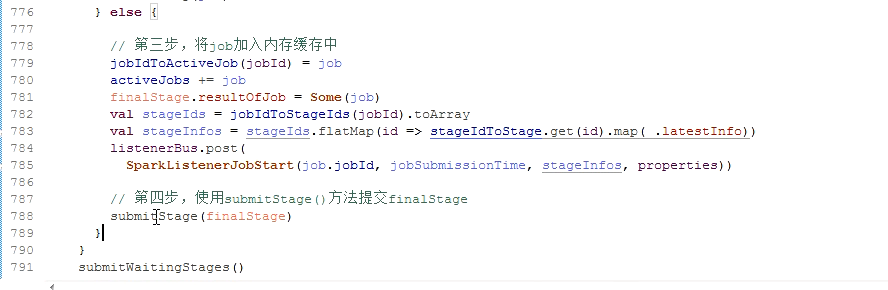 776 } else {
777
778 // 第三步，将job加入内存缓存中
779 jobIdToActiveJob(jobId) = job
780 activeJobs += job
781 finalStage.resultOfJob = Some(job)
782 val stageIds = jobIdToStageIds(jobId).toArray
783 val stageInfos = stageIds.flatMap(id => stageIdToStage.get(id).map(_.latestInfo))
784 listenerBus.post(
785 SparkListenerJobStart(job.jobId, jobSubmissionTime, stageInfos, properties))
786
787 // 第四步，使用submitStage()方法提交finalStage
788 submitStage(finalStage)
789 }
790 }
791 submitWaitingStages()